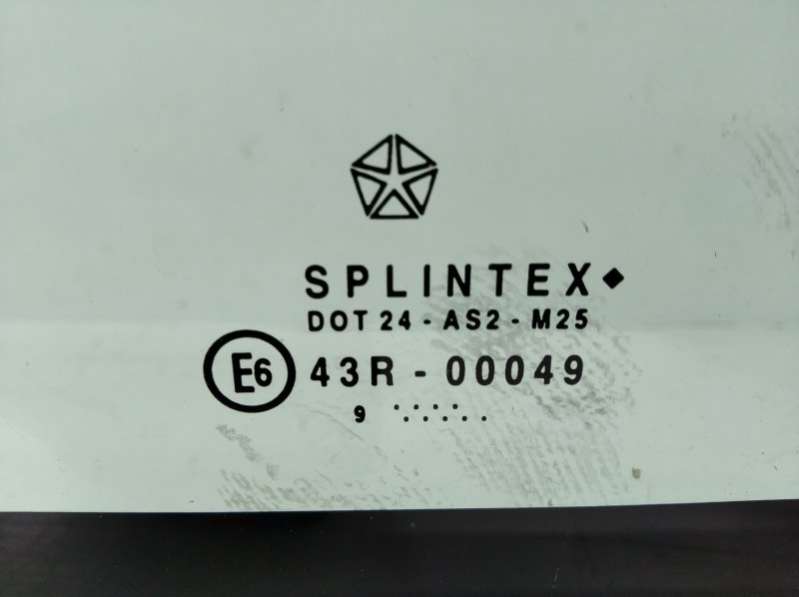 SPLINTEX
DOT 24 - AS2 - M25
E6 43R - 00049
9